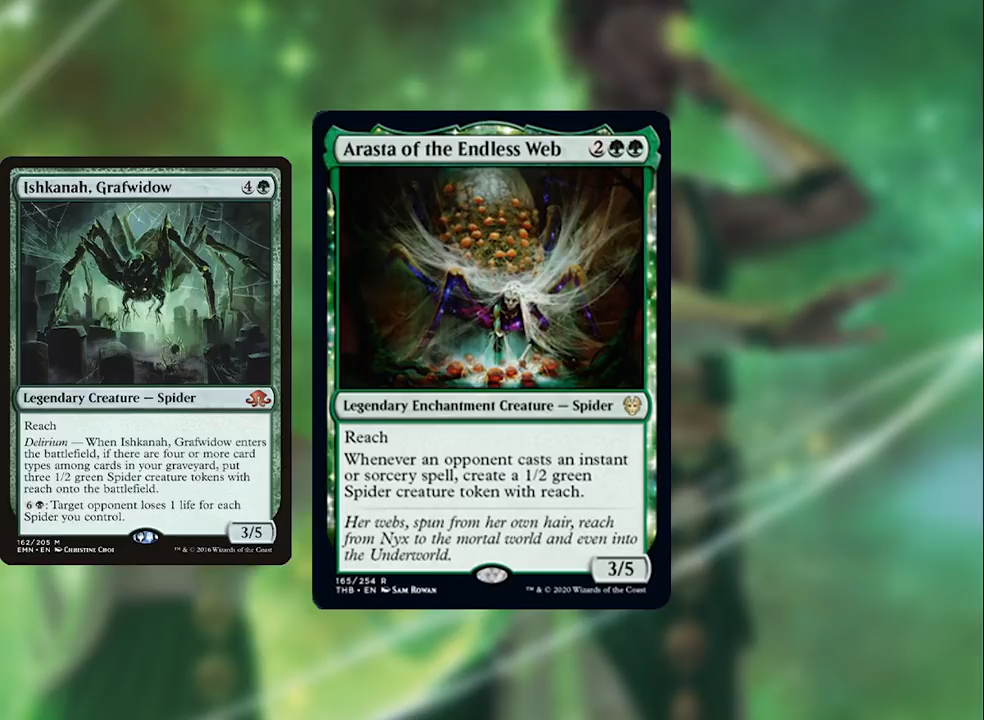 Ishkanah, Grafwidow 4
Legendary Creature — Spider
Reach
Delirium — When Ishkanah, Grafwidow enters
the battlefield, if there are four or more card
types among cards in your graveyard, put
three 1/2 green Spider creature tokens with
reach onto the battlefield.
6 : Target opponent loses 1 life for each
Spider you control.
3/5
162/205 M
EMN • EN Christine Choi ™ & © 2016 Wizards of the Coast
Arasta of the Endless Web 2
Legendary Enchantment Creature — Spider
Reach
Whenever an opponent casts an instant
or sorcery spell, create a 1/2 green
Spider creature token with reach.
Her webs, spun from her own hair, reach
from Nyx to the mortal world and even into
the Underworld.
3/5
165/254 R
THB • EN Sam Rowan ™ & © 2020 Wizards of the Coast